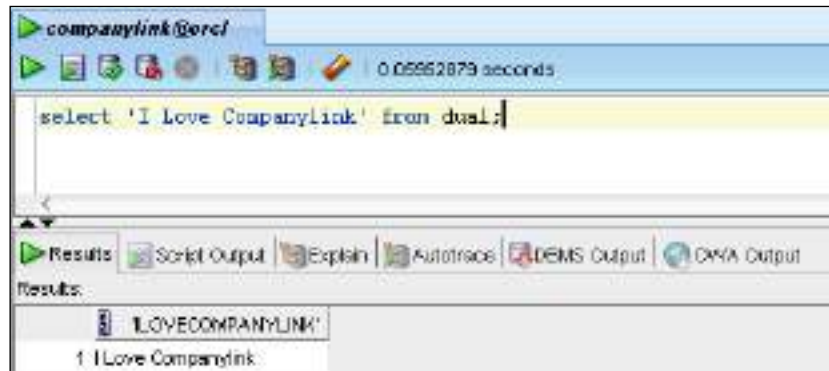 companylink@orcl
0.05952879 seconds
select 'I Love Companylink' from dual;
Results Script Output Explain Autotrace DBMS Output OWA Output
Results:
'ILOVECOMPANYLINK'
1 I Love Companylink